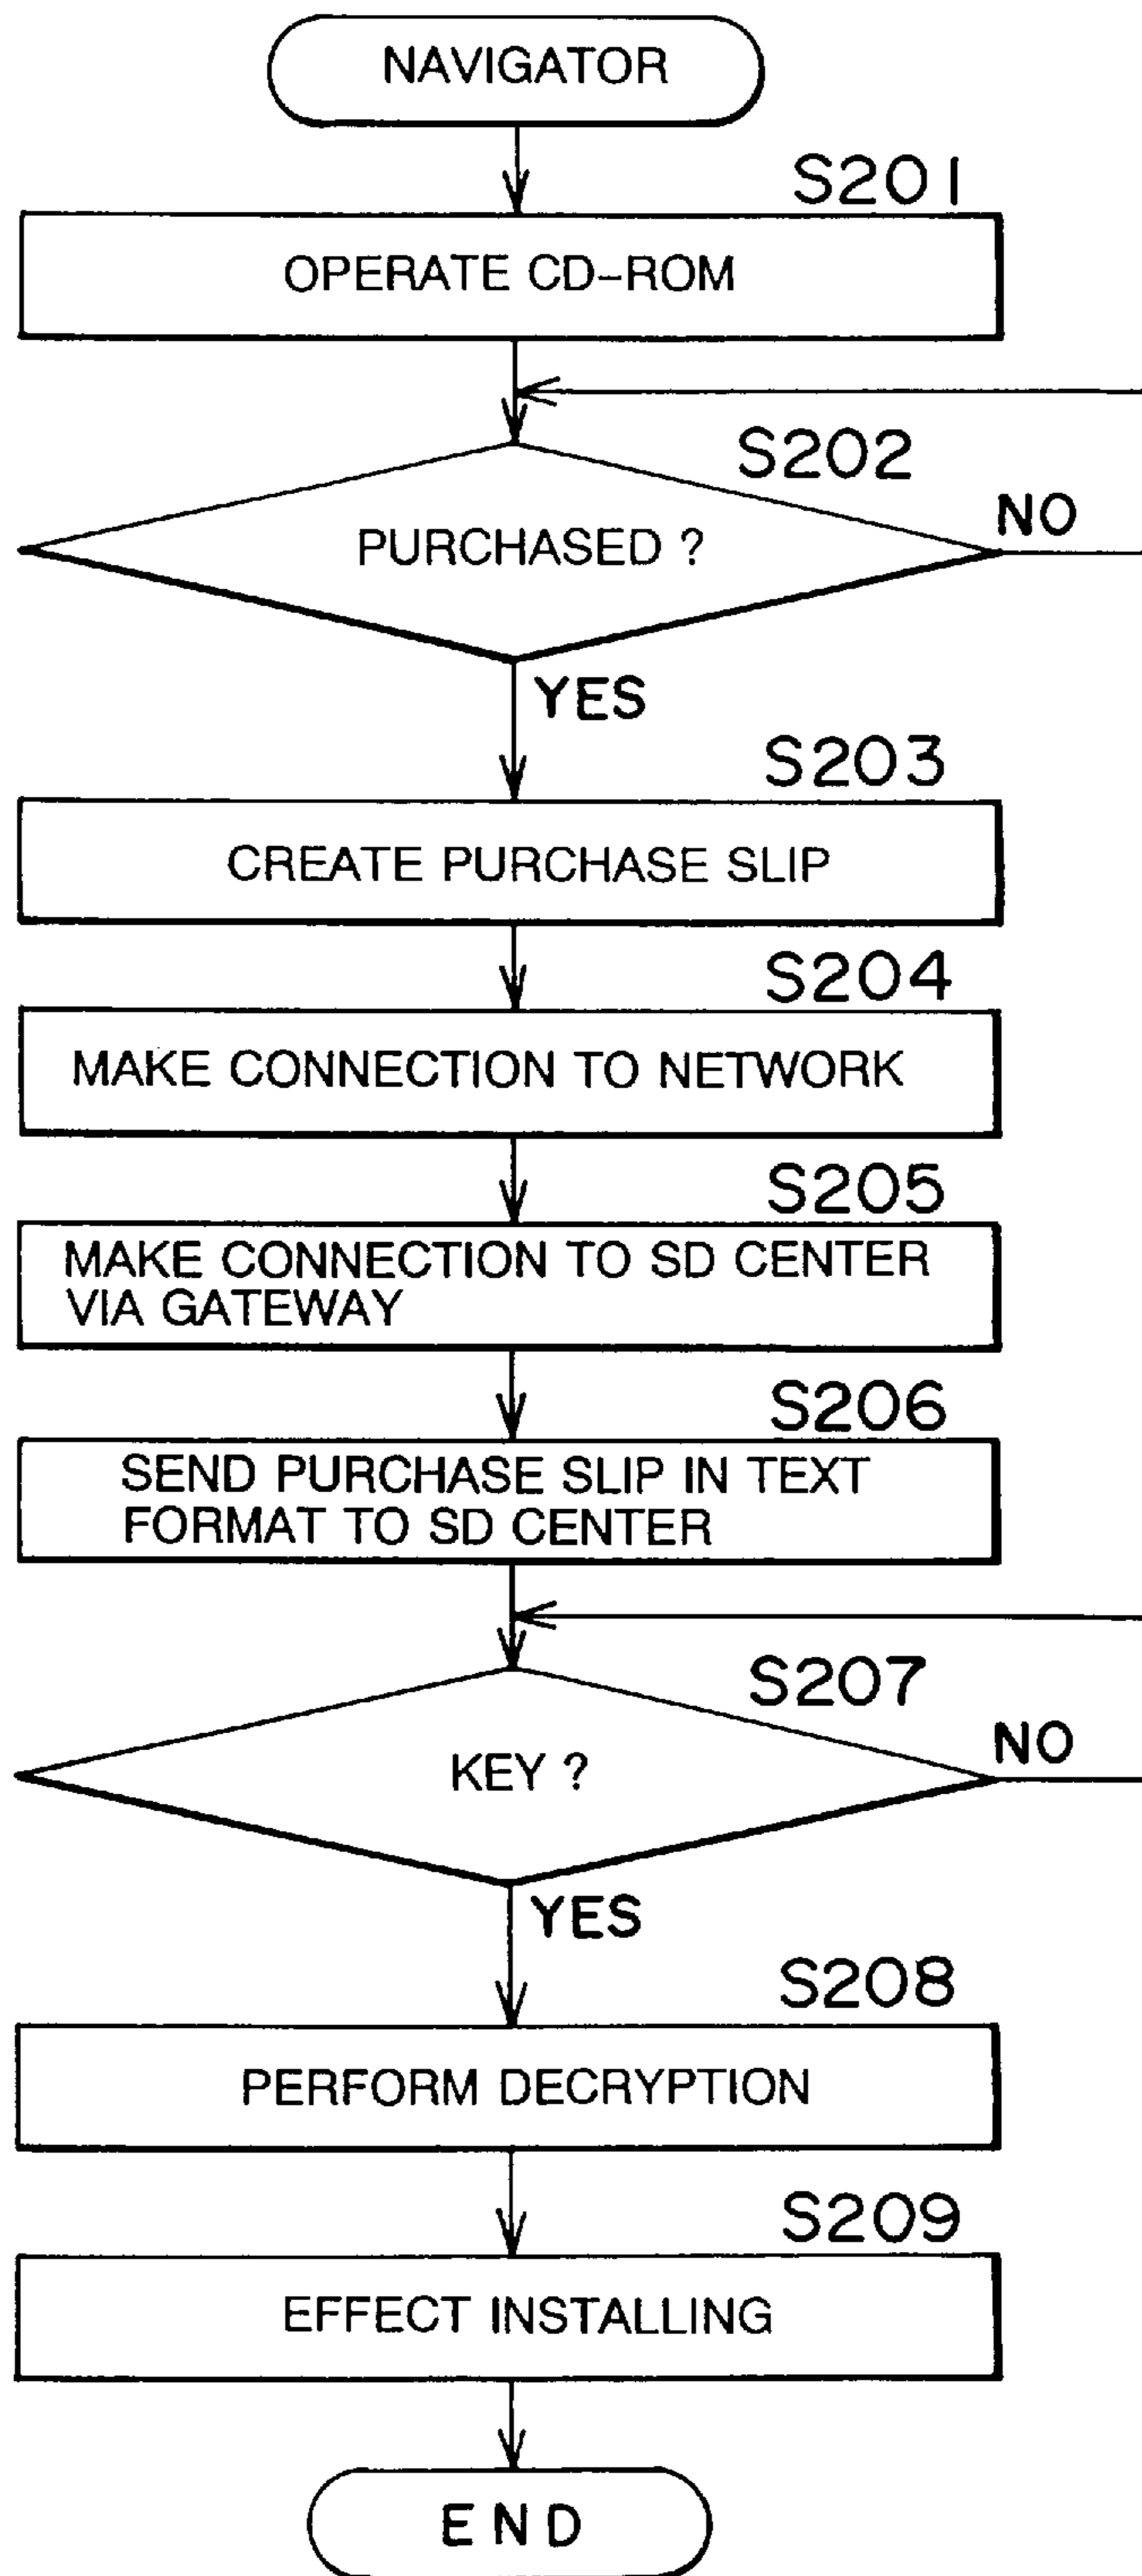 NAVIGATOR
S201
OPERATE CD-ROM
S202
PURCHASED ?
NO
YES
S203
CREATE PURCHASE SLIP
S204
MAKE CONNECTION TO NETWORK
S205
MAKE CONNECTION TO SD CENTER
VIA GATEWAY
S206
SEND PURCHASE SLIP IN TEXT
FORMAT TO SD CENTER
S207
KEY ?
NO
YES
S208
PERFORM DECRYPTION
S209
EFFECT INSTALLING
END